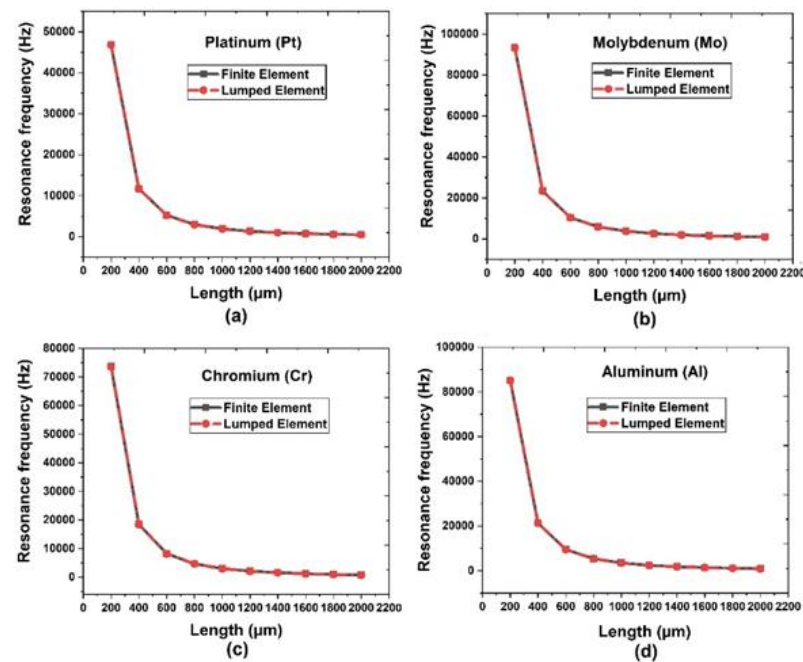 Platinum (Pt)
Finite Element
Lumped Element
Resonance frequency (Hz)
50000
40000
30000
20000
10000
0
0 200 400 600 800 1000 1200 1400 1600 1800 2000 2200
Length (µm)
(a)
Molybdenum (Mo)
Finite Element
Lumped Element
Resonance frequency (Hz)
100000
80000
60000
40000
20000
0
0 200 400 600 800 1000 1200 1400 1600 1800 2000 2200
Length (µm)
(b)
Chromium (Cr)
Finite Element
Lumped Element
Resonance frequency (Hz)
80000
70000
60000
50000
40000
30000
20000
10000
0
0 200 400 600 800 1000 1200 1400 1600 1800 2000 2200
Length (µm)
(c)
Aluminum (Al)
Finite Element
Lumped Element
Resonance frequency (Hz)
100000
80000
60000
40000
20000
0
0 200 400 600 800 1000 1200 1400 1600 1800 2000 2200
Length (µm)
(d)